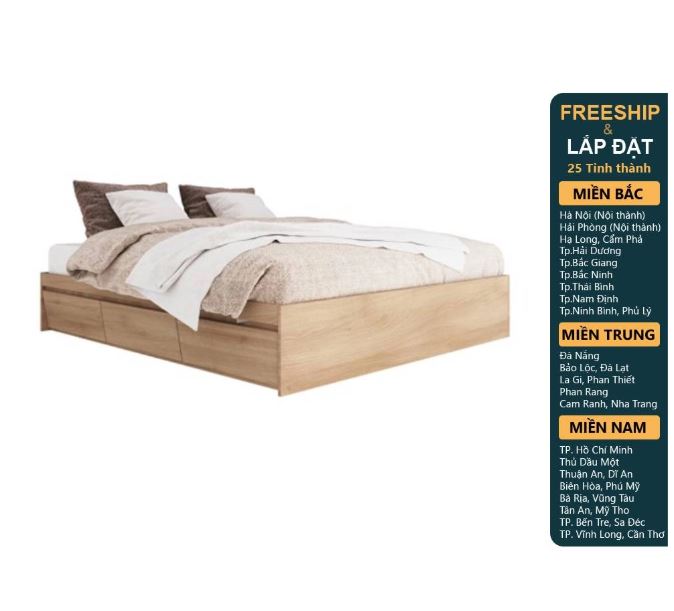 FREESHIP
&
LẮP ĐẶT
25 Tỉnh thành
MIỀN BẮC
Hà Nội (Nội thành)
Hải Phòng (Nội thành)
Hạ Long, Cẩm Phả
Tp.Hải Dương
Tp.Bắc Giang
Tp.Bắc Ninh
Tp.Thái Bình
Tp.Nam Định
Tp.Ninh Bình, Phủ Lý
MIỀN TRUNG
Đà Nẵng
Bảo Lộc, Đà Lạt
La Gi, Phan Thiết
Phan Rang
Cam Ranh, Nha Trang
MIỀN NAM
TP. Hồ Chí Minh
Thủ Dầu Một
Thuận An, Dĩ An
Biên Hòa, Phú Mỹ
Bà Rịa, Vũng Tàu
Tân An, Mỹ Tho
TP. Bến Tre, Sa Đéc
TP. Vĩnh Long, Cần Thơ